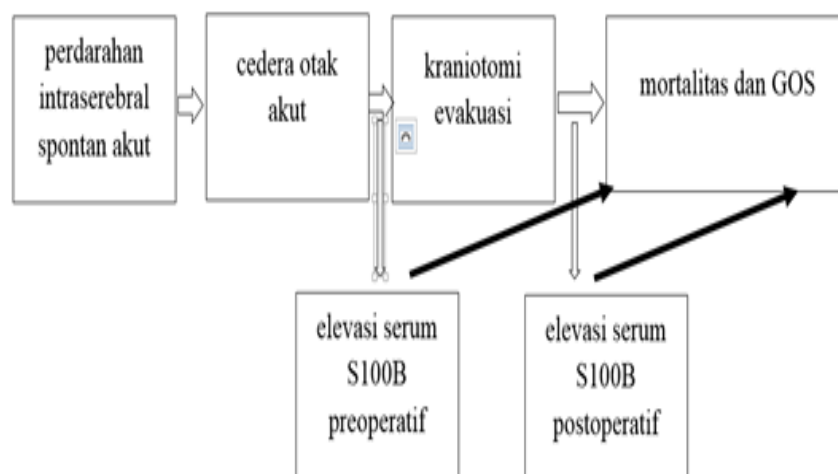 perdarahan
intraserebral
spontan akut
cedera otak
akut
kraniotomi
evakuasi
mortalitas dan GOS
elevasi serum
S100B
preoperatif
elevasi serum
S100B
postoperatif